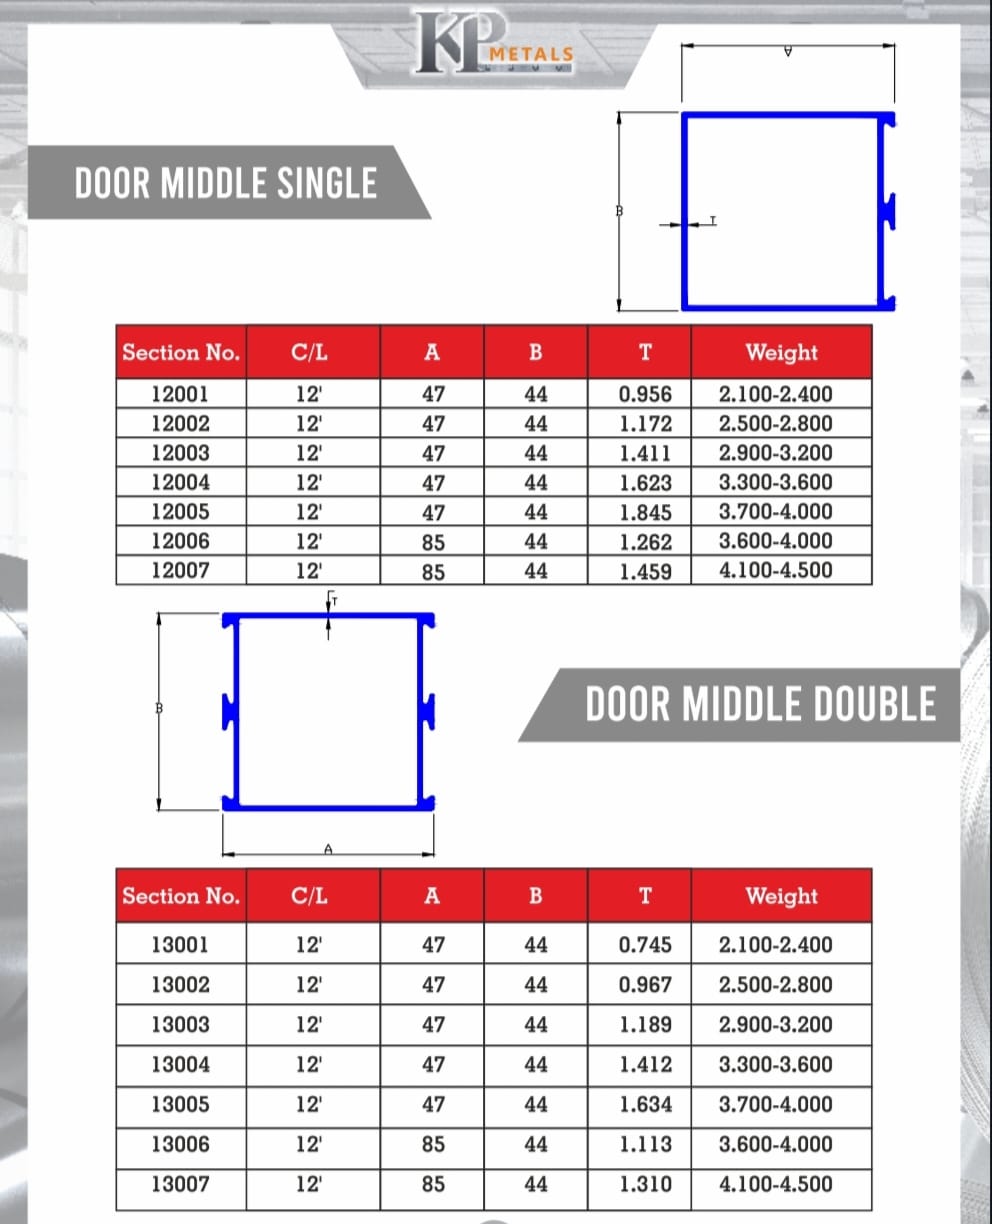 KP
METALS
A
B
T
DOOR MIDDLE SINGLE
Section No. C/L A B T Weight
12001 12' 47 44 0.956 2.100-2.400
12002 12' 47 44 1.172 2.500-2.800
12003 12' 47 44 1.411 2.900-3.200
12004 12' 47 44 1.623 3.300-3.600
12005 12' 47 44 1.845 3.700-4.000
12006 12' 85 44 1.262 3.600-4.000
12007 12' 85 44 1.459 4.100-4.500
T
B
A
DOOR MIDDLE DOUBLE
Section No. C/L A B T Weight
13001 12' 47 44 0.745 2.100-2.400
13002 12' 47 44 0.967 2.500-2.800
13003 12' 47 44 1.189 2.900-3.200
13004 12' 47 44 1.412 3.300-3.600
13005 12' 47 44 1.634 3.700-4.000
13006 12' 85 44 1.113 3.600-4.000
13007 12' 85 44 1.310 4.100-4.500